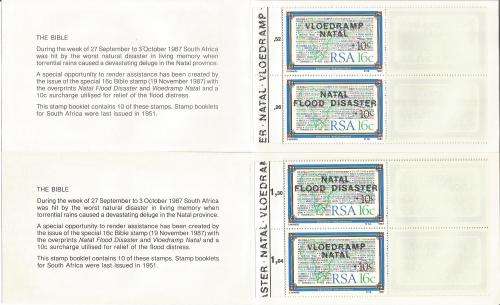 THE BIBLE
During the week of 27 September to 3 October 1987 South Africa
was hit by the worst natural disaster in living memory when
torrential rains caused a devastating deluge in the Natal province.
A special opportunity to render assistance has been created by
the issue of the special 16c Bible stamp (19 November 1987) with
the overprints Natal Flood Disaster and Vloedramp Natal and a
10c surcharge utilised for relief of the flood distress.
This stamp booklet contains 10 of these stamps. Stamp booklets
for South Africa were last issued in 1951.
STER · NATAL · VLOEDRAMP
,52
VLOEDRAMP
NATAL
+10c
RSA 16c
,26
NATAL
FLOOD DISASTER
+10c
RSA 16c
THE BIBLE
During the week of 27 September to 3 October 1987 South Africa
was hit by the worst natural disaster in living memory when
torrential rains caused a devastating deluge in the Natal province.
A special opportunity to render assistance has been created by
the issue of the special 16c Bible stamp (19 November 1987) with
the overprints Natal Flood Disaster and Vloedramp Natal and a
10c surcharge utilised for relief of the flood distress.
This stamp booklet contains 10 of these stamps. Stamp booklets
for South Africa were last issued in 1951.
ASTER · NATAL · VLOEDRAM
1,30
NATAL
FLOOD DISASTER
+10c
RSA 16c
1,04
VLOEDRAMP
NATAL
+10c
RSA 16c